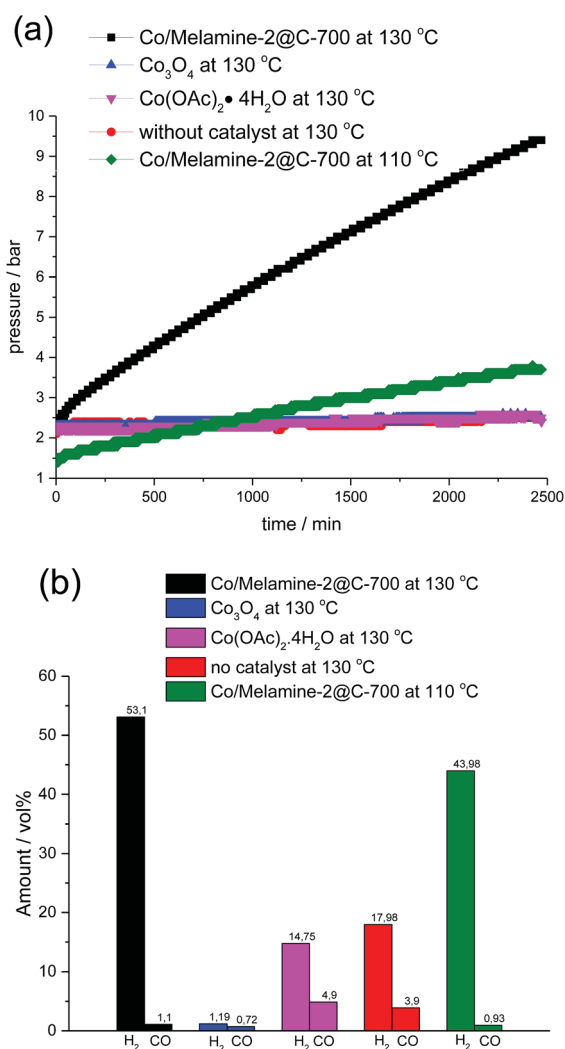 (a)
Co/Melamine-2@C-700 at 130 °C
Co₃O₄ at 130 °C
Co(OAc)₂• 4H₂O at 130 °C
without catalyst at 130 °C
Co/Melamine-2@C-700 at 110 °C
10
9
8
7
6
5
4
3
2
1
pressure / bar
0 500 1000 1500 2000 2500
time / min
(b)
Co/Melamine-2@C-700 at 130 °C
Co₃O₄ at 130 °C
Co(OAc)₂.4H₂O at 130 °C
no catalyst at 130 °C
Co/Melamine-2@C-700 at 110 °C
60
50
40
30
20
10
0
Amount / vol%
53,1
1,1
1,19
0,72
14,75
4,9
17,98
3,9
43,98
0,93
H₂ CO H₂ CO H₂ CO H₂ CO H₂ CO